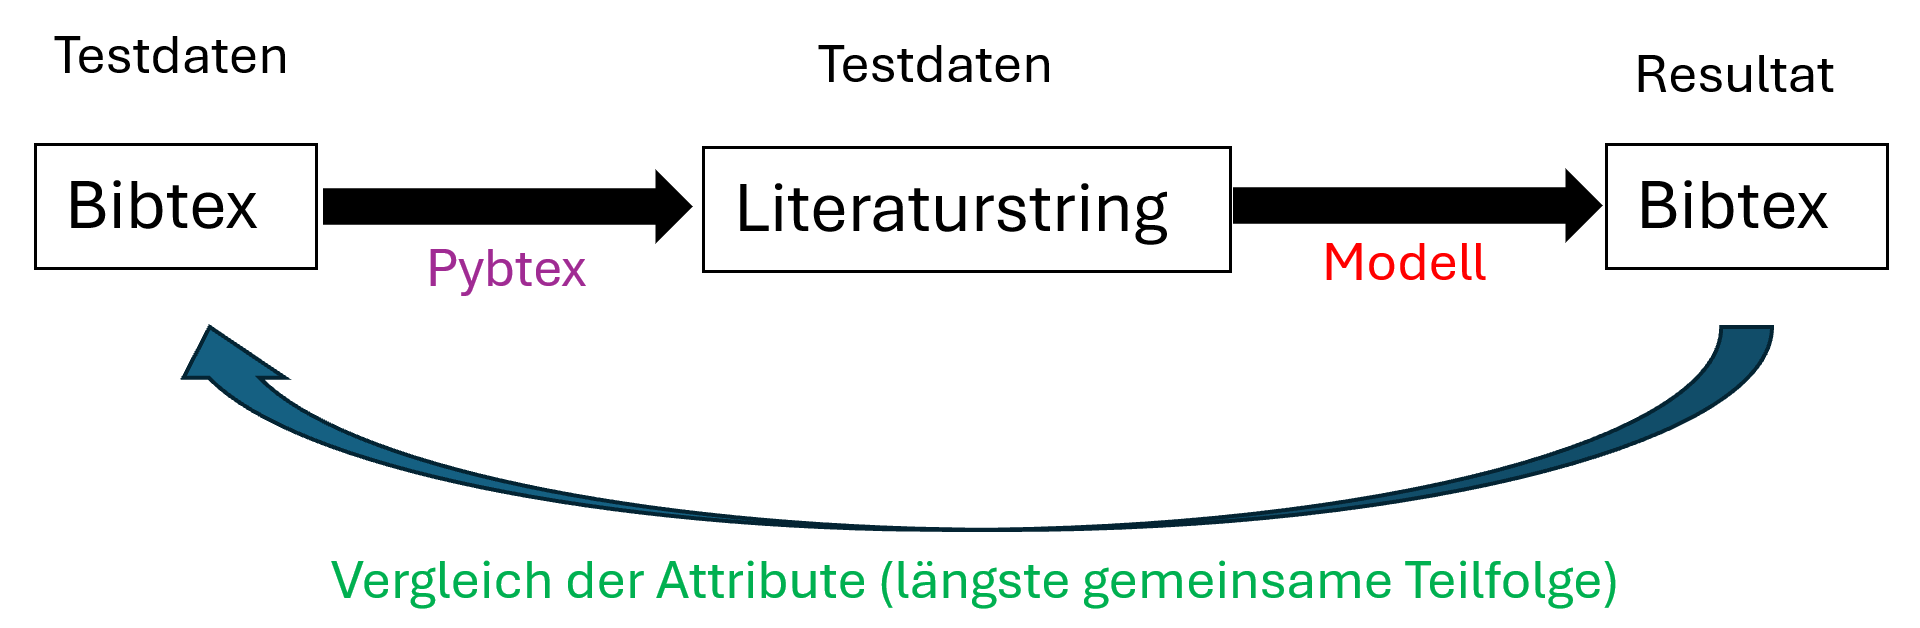 Testdaten
Testdaten
Resultat
Bibtex
Literaturstring
Bibtex
Pybtex
Modell
Vergleich der Attribute (längste gemeinsame Teilfolge)